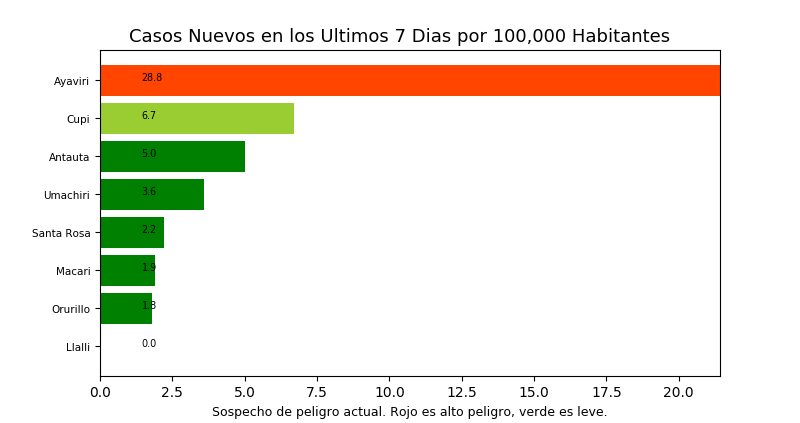 Casos Nuevos en los Ultimos 7 Dias por 100,000 Habitantes
Ayaviri 28.8
Cupi 6.7
Antauta 5.0
Umachiri 3.6
Santa Rosa 2.2
Macari 1.9
Orurillo 1.8
Llalli 0.0
0.0 2.5 5.0 7.5 10.0 12.5 15.0 17.5 20.0
Sospecho de peligro actual. Rojo es alto peligro, verde es leve.